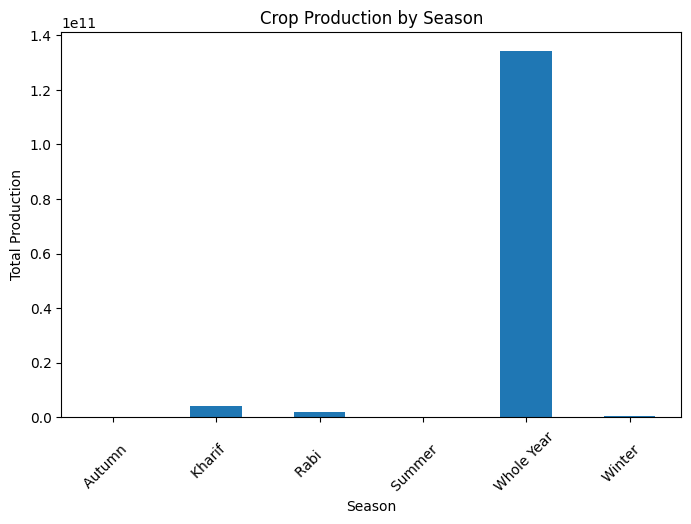 Crop Production by Season
1e11
1.4
1.2
1.0
0.8
0.6
0.4
0.2
0.0
Total Production
Autumn
Kharif
Rabi
Summer
Whole Year
Winter
Season